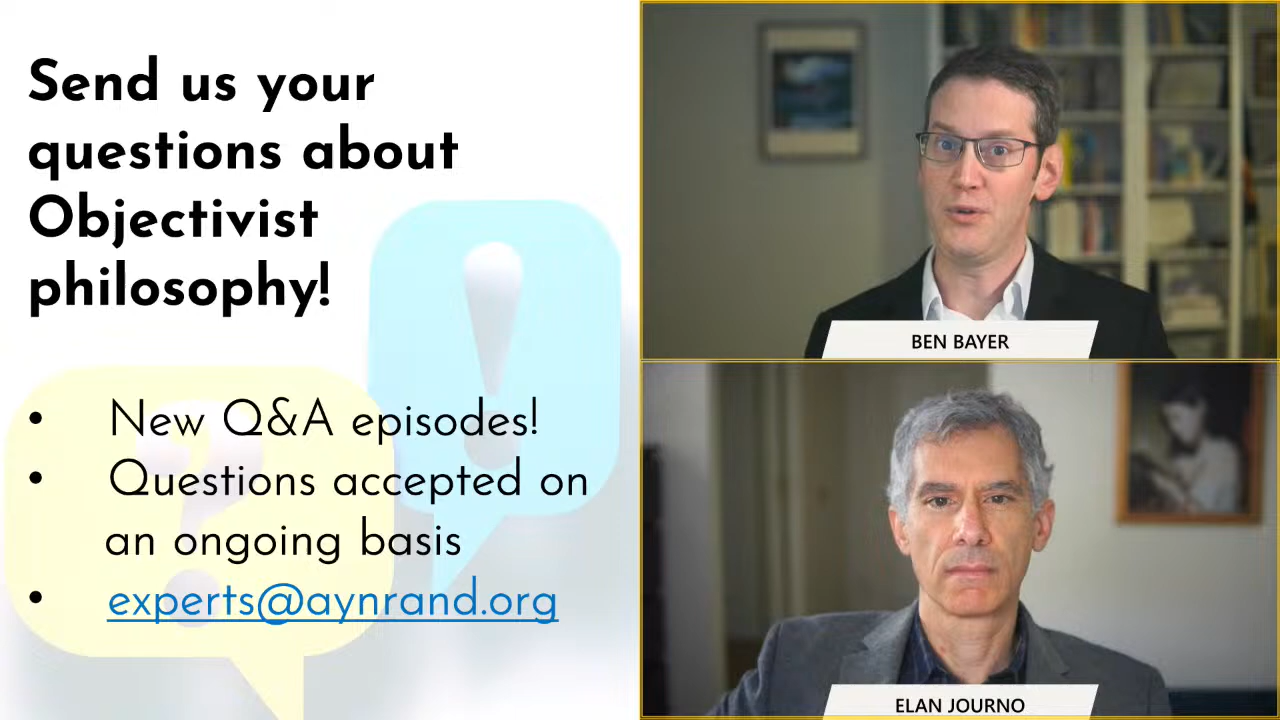 Send us your
questions about
Objectivist
philosophy!
• New Q&A episodes!
• Questions accepted on
an ongoing basis
• experts@aynrand.org
BEN BAYER
ELAN JOURNO